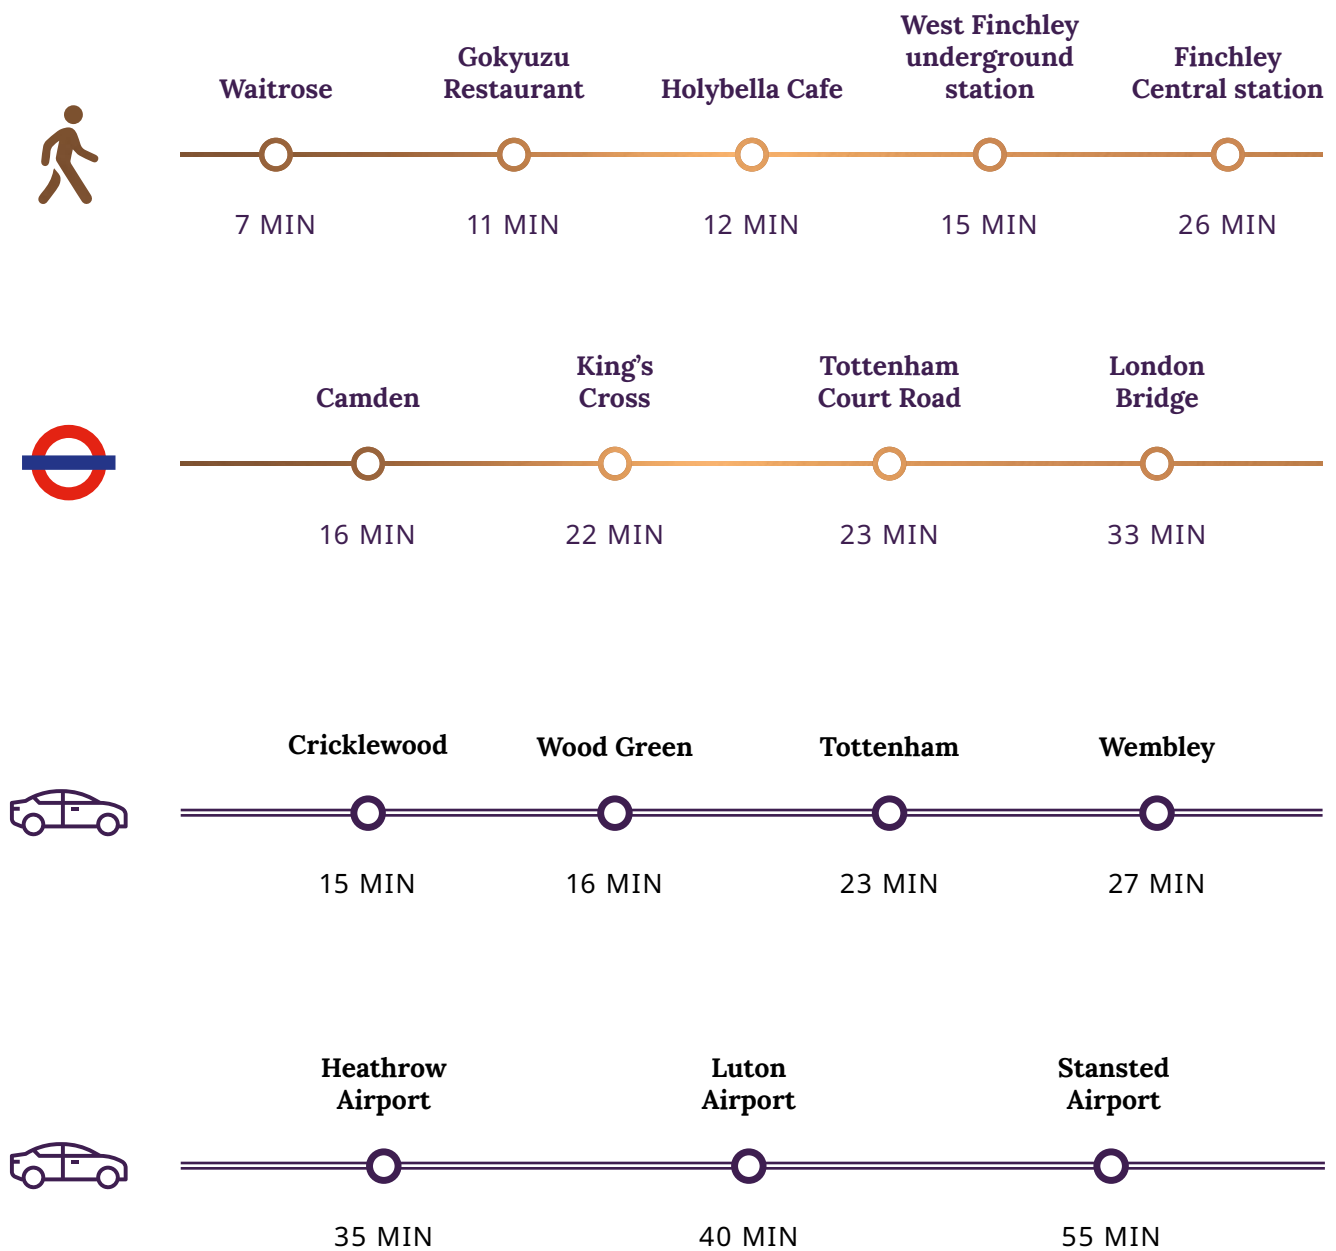 Waitrose
Gokyuzu
Restaurant
Holybella Cafe
West Finchley
underground
station
Finchley
Central station
7 MIN
11 MIN
12 MIN
15 MIN
26 MIN
Camden
King’s
Cross
Tottenham
Court Road
London
Bridge
16 MIN
22 MIN
23 MIN
33 MIN
Cricklewood
Wood Green
Tottenham
Wembley
15 MIN
16 MIN
23 MIN
27 MIN
Heathrow
Airport
Luton
Airport
Stansted
Airport
35 MIN
40 MIN
55 MIN